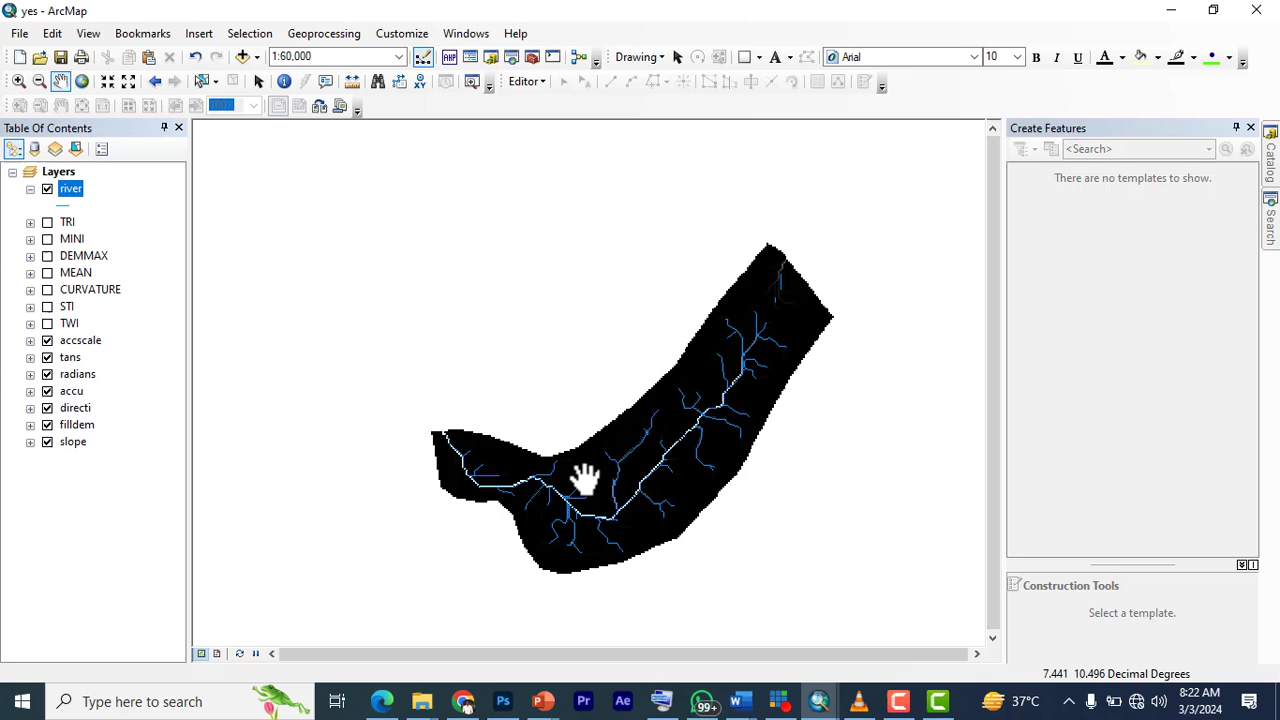 yes - ArcMap
File Edit View Bookmarks Insert Selection Geoprocessing Customize Windows Help
1:60,000 Drawing Arial 10 B I U A
Editor
Table Of Contents
Create Features
<Search>
There are no templates to show.
Layers
river
TRI
MINI
DEMMAX
MEAN
CURVATURE
STI
TWI
accscale
tans
radians
accu
directi
filldem
slope
Catalog
Search
Construction Tools
Select a template.
7.441 10.496 Decimal Degrees
Type here to search
99+
37°C
8:22 AM
3/3/2024